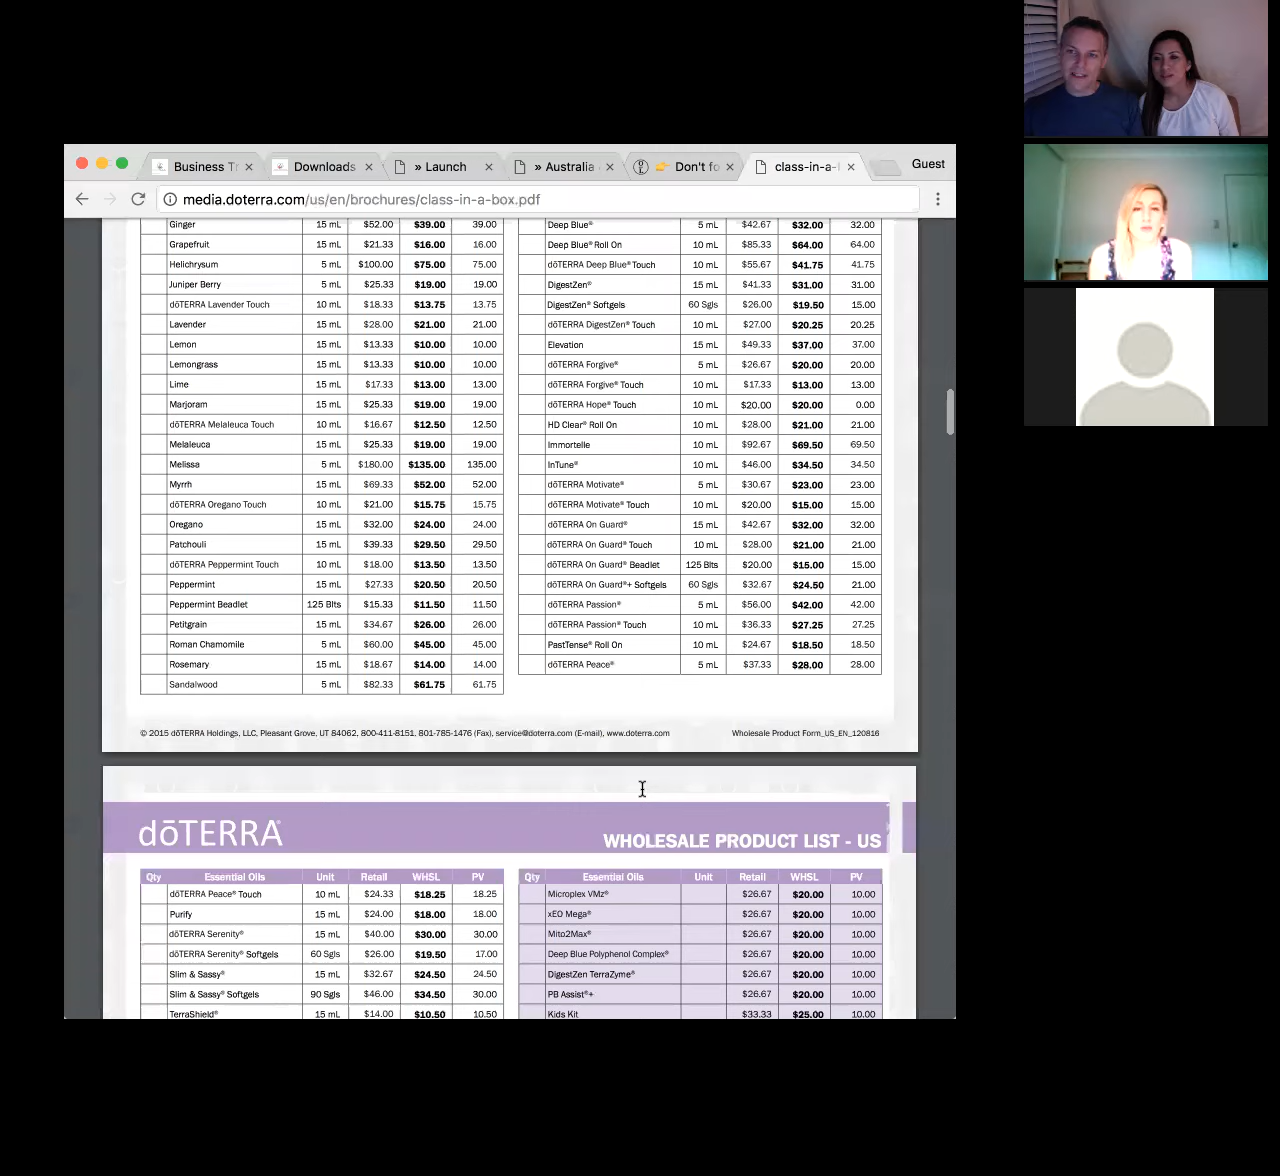 Business Tr
Downloads
» Launch
» Australia
Don't fo
class-in-a-
Guest
media.doterra.com/us/en/brochures/class-in-a-box.pdf
Ginger 15 mL $52.00 $39.00 39.00
Grapefruit 15 mL $21.33 $16.00 16.00
Helichrysum 5 mL $100.00 $75.00 75.00
Juniper Berry 5 mL $25.33 $19.00 19.00
dōTERRA Lavender Touch 10 mL $18.33 $13.75 13.75
Lavender 15 mL $28.00 $21.00 21.00
Lemon 15 mL $13.33 $10.00 10.00
Lemongrass 15 mL $13.33 $10.00 10.00
Lime 15 mL $17.33 $13.00 13.00
Marjoram 15 mL $25.33 $19.00 19.00
dōTERRA Melaleuca Touch 10 mL $16.67 $12.50 12.50
Melaleuca 15 mL $25.33 $19.00 19.00
Melissa 5 mL $180.00 $135.00 135.00
Myrrh 15 mL $69.33 $52.00 52.00
dōTERRA Oregano Touch 10 mL $21.00 $15.75 15.75
Oregano 15 mL $32.00 $24.00 24.00
Patchouli 15 mL $39.33 $29.50 29.50
dōTERRA Peppermint Touch 10 mL $18.00 $13.50 13.50
Peppermint 15 mL $27.33 $20.50 20.50
Peppermint Beadlet 125 Blts $15.33 $11.50 11.50
Petitgrain 15 mL $34.67 $26.00 26.00
Roman Chamomile 5 mL $60.00 $45.00 45.00
Rosemary 15 mL $18.67 $14.00 14.00
Sandalwood 5 mL $82.33 $61.75 61.75
Deep Blue® 5 mL $42.67 $32.00 32.00
Deep Blue® Roll On 10 mL $85.33 $64.00 64.00
dōTERRA Deep Blue® Touch 10 mL $55.67 $41.75 41.75
DigestZen® 15 mL $41.33 $31.00 31.00
DigestZen® Softgels 60 Sgls $26.00 $19.50 15.00
dōTERRA DigestZen® Touch 10 mL $27.00 $20.25 20.25
Elevation 15 mL $49.33 $37.00 37.00
dōTERRA Forgive® 5 mL $26.67 $20.00 20.00
dōTERRA Forgive® Touch 10 mL $17.33 $13.00 13.00
dōTERRA Hope® Touch 10 mL $20.00 $20.00 0.00
HD Clear® Roll On 10 mL $28.00 $21.00 21.00
Immortelle 10 mL $92.67 $69.50 69.50
InTune® 10 mL $46.00 $34.50 34.50
dōTERRA Motivate® 5 mL $30.67 $23.00 23.00
dōTERRA Motivate® Touch 10 mL $20.00 $15.00 15.00
dōTERRA On Guard® 15 mL $42.67 $32.00 32.00
dōTERRA On Guard® Touch 10 mL $28.00 $21.00 21.00
dōTERRA On Guard® Beadlet 125 Blts $20.00 $15.00 15.00
dōTERRA On Guard®+ Softgels 60 Sgls $32.67 $24.50 21.00
dōTERRA Passion® 5 mL $56.00 $42.00 42.00
dōTERRA Passion® Touch 10 mL $36.33 $27.25 27.25
PastTense® Roll On 10 mL $24.67 $18.50 18.50
dōTERRA Peace® 5 mL $37.33 $28.00 28.00
© 2015 dōTERRA Holdings, LLC, Pleasant Grove, UT 84062, 800-411-8151, 801-785-1476 (Fax), service@doterra.com (E-mail), www.doterra.com
Wholesale Product Form_US_EN_120816
dōTERRA®
WHOLESALE PRODUCT LIST - US
Qty Essential Oils Unit Retail WHSL PV
dōTERRA Peace® Touch 10 mL $24.33 $18.25 18.25
Purify 15 mL $24.00 $18.00 18.00
dōTERRA Serenity® 15 mL $40.00 $30.00 30.00
dōTERRA Serenity® Softgels 60 Sgls $26.00 $19.50 17.00
Slim & Sassy® 15 mL $32.67 $24.50 24.50
Slim & Sassy® Softgels 90 Sgls $46.00 $34.50 30.00
TerraShield® 15 mL $14.00 $10.50 10.50
Qty Essential Oils Unit Retail WHSL PV
Microplex VMz® $26.67 $20.00 10.00
xEO Mega® $26.67 $20.00 10.00
Mito2Max® $26.67 $20.00 10.00
Deep Blue Polyphenol Complex® $26.67 $20.00 10.00
DigestZen TerraZyme® $26.67 $20.00 10.00
PB Assist®+ $26.67 $20.00 10.00
Kids Kit $33.33 $25.00 10.00